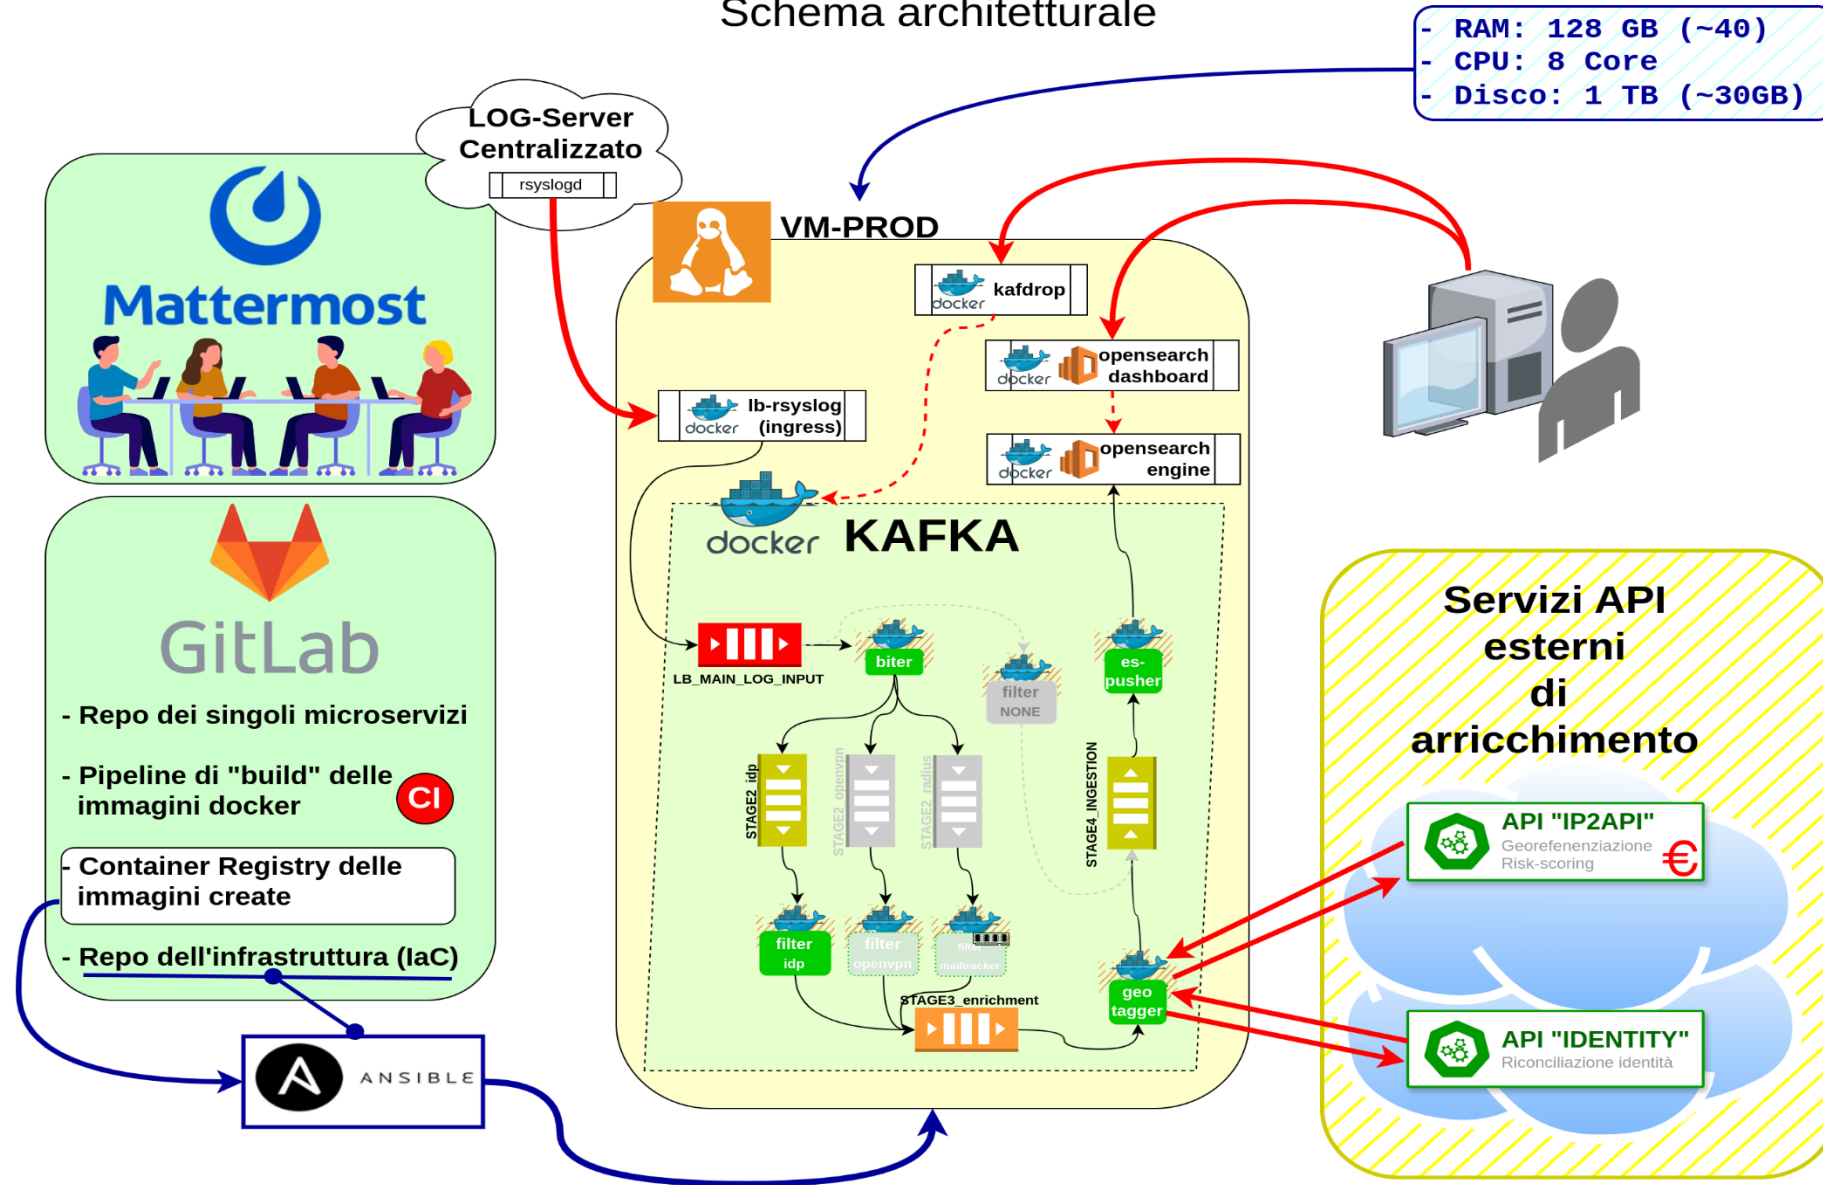 Schema architetturale
- RAM: 128 GB (~40)
- CPU: 8 Core
- Disco: 1 TB (~30GB)
LOG-Server
Centralizzato
rsyslogd
Mattermost
VM-PROD
docker
kafdrop
docker
opensearch
dashboard
docker
lb-rsyslog
(ingress)
docker
opensearch
engine
docker
KAFKA
GitLab
- Repo dei singoli microservizi
- Pipeline di "build" delle
immagini docker
CI
- Container Registry delle
immagini create
- Repo dell'infrastruttura (IaC)
ANSIBLE
LB_MAIN_LOG_INPUT
biter
filter
NONE
es-
pusher
STAGE2_idp
STAGE2_openvpn
STAGE2_radius
STAGE4_INGESTION
filter
idp
filter
openvpn
filter
mailtracker
STAGE3_enrichment
geo
tagger
Servizi API
esterni
di
arricchimento
API "IP2API"
Georefenenziazione
Risk-scoring
€
API "IDENTITY"
Riconciliazione identità